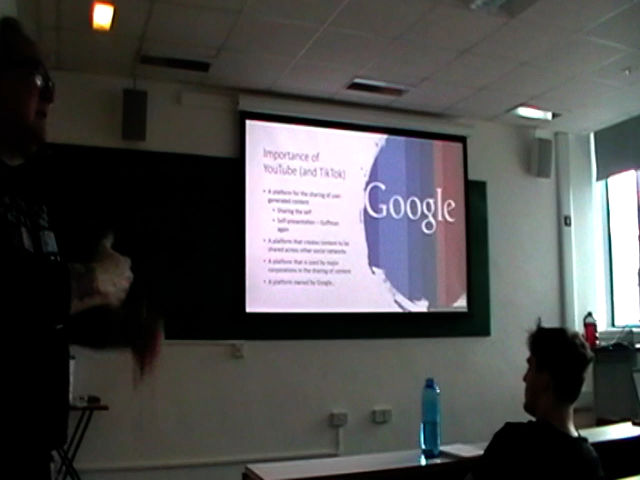 Importance of
YouTube (and TikTok)
• A platform for the sharing of user-
generated content
• Sharing the self
• Self-presentation – Goffman
again
• A platform that creates content to be
shared across other social networks
• A platform that is used by major
corporations in the sharing of content
• A platform owned by Google..
Google